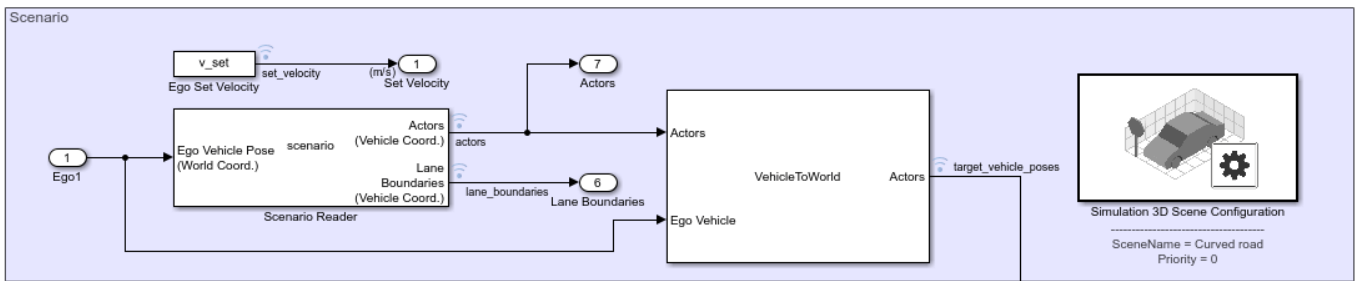 Scenario
v_set
set_velocity
Ego Set Velocity
(m/s)
1
Set Velocity
7
Actors
1
Ego1
Ego Vehicle Pose
(World Coord.)
scenario
Actors
(Vehicle Coord.)
Lane
Boundaries
(Vehicle Coord.)
Scenario Reader
actors
lane_boundaries
6
Lane Boundaries
Actors
Ego Vehicle
VehicleToWorld
Actors
target_vehicle_poses
Simulation 3D Scene Configuration
----------------------------------------
SceneName = Curved road
Priority = 0